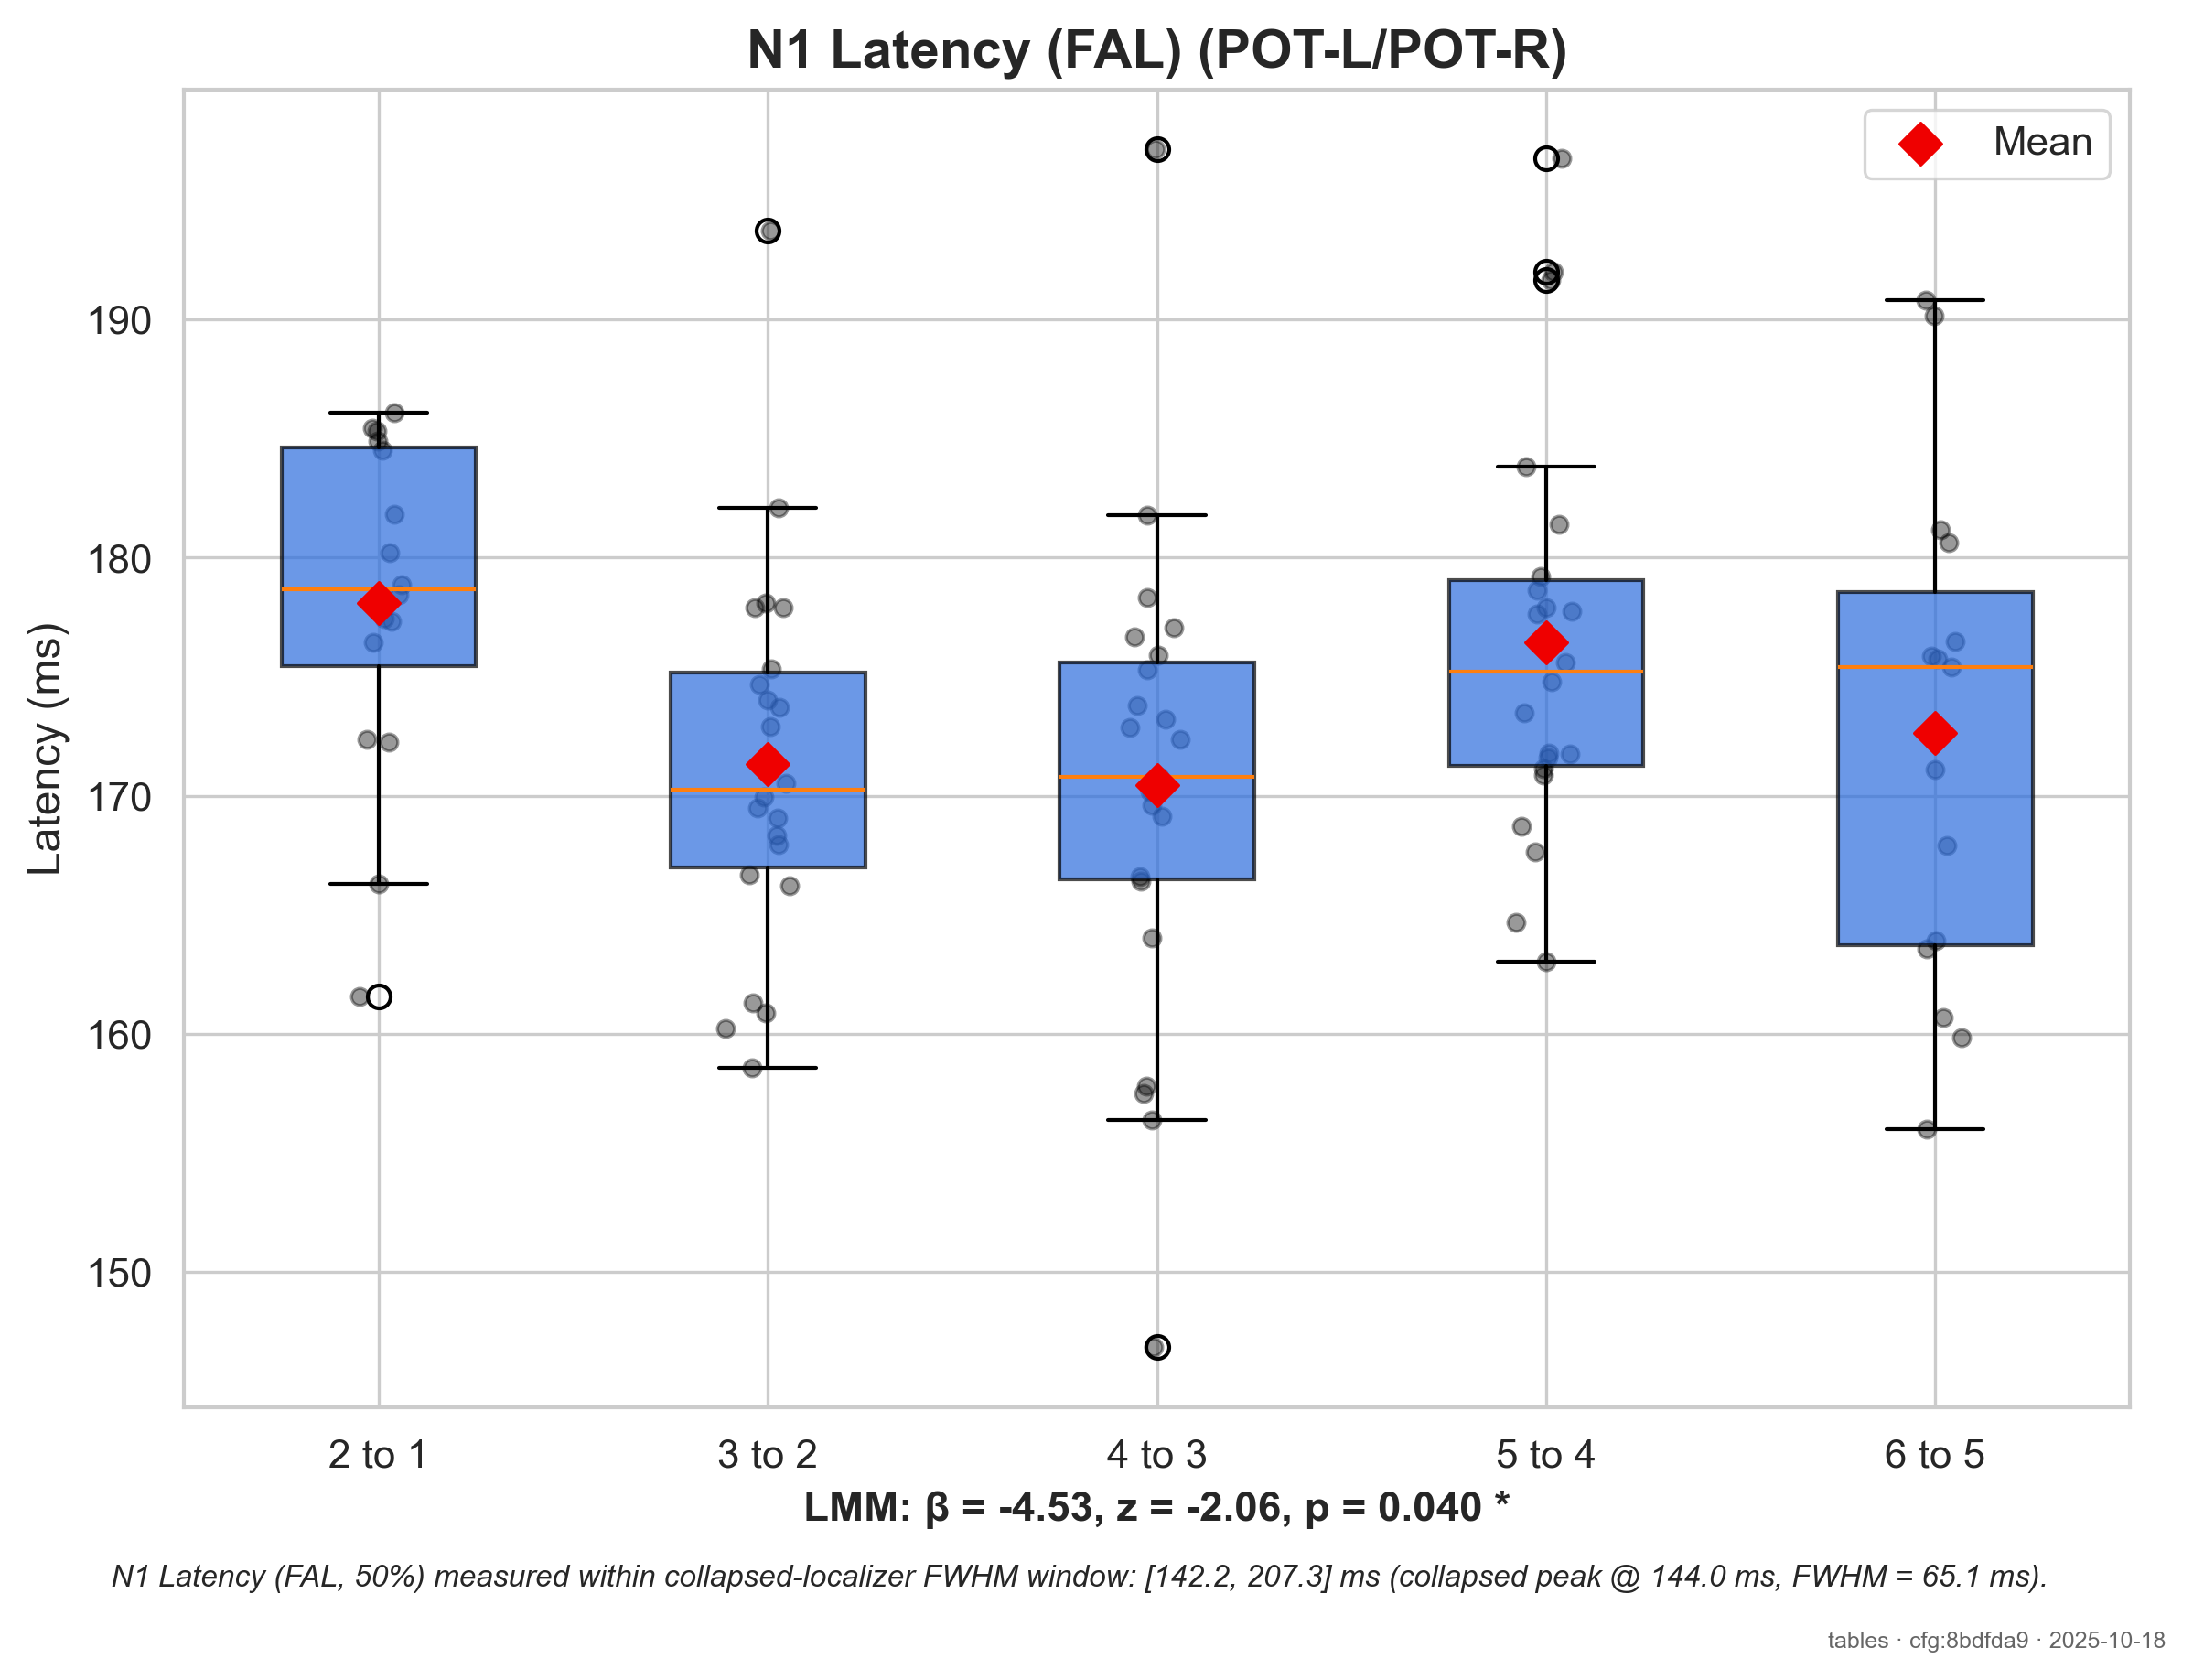 N1 Latency (FAL) (POT-L/POT-R)
Mean
Latency (ms)
190
180
170
160
150
2 to 1
3 to 2
4 to 3
5 to 4
6 to 5
LMM: β = -4.53, z = -2.06, p = 0.040 *
N1 Latency (FAL, 50%) measured within collapsed-localizer FWHM window: [142.2, 207.3] ms (collapsed peak @ 144.0 ms, FWHM = 65.1 ms).
tables · cfg:8bdfda9 · 2025-10-18